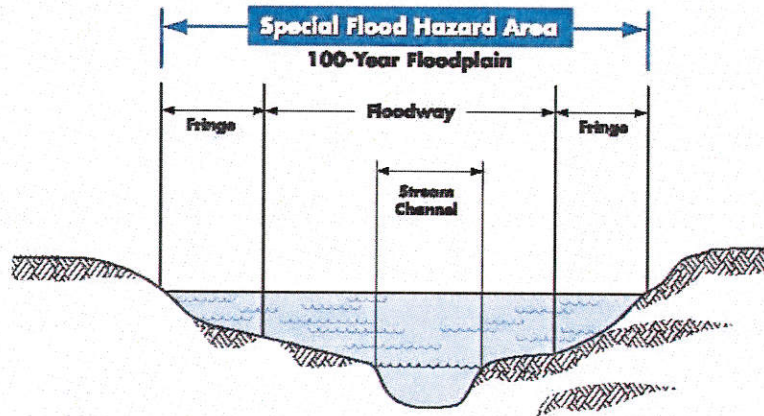 Special Flood Hazard Area
100-Year Floodplain
Fringe
Floodway
Fringe
Stream
Channel